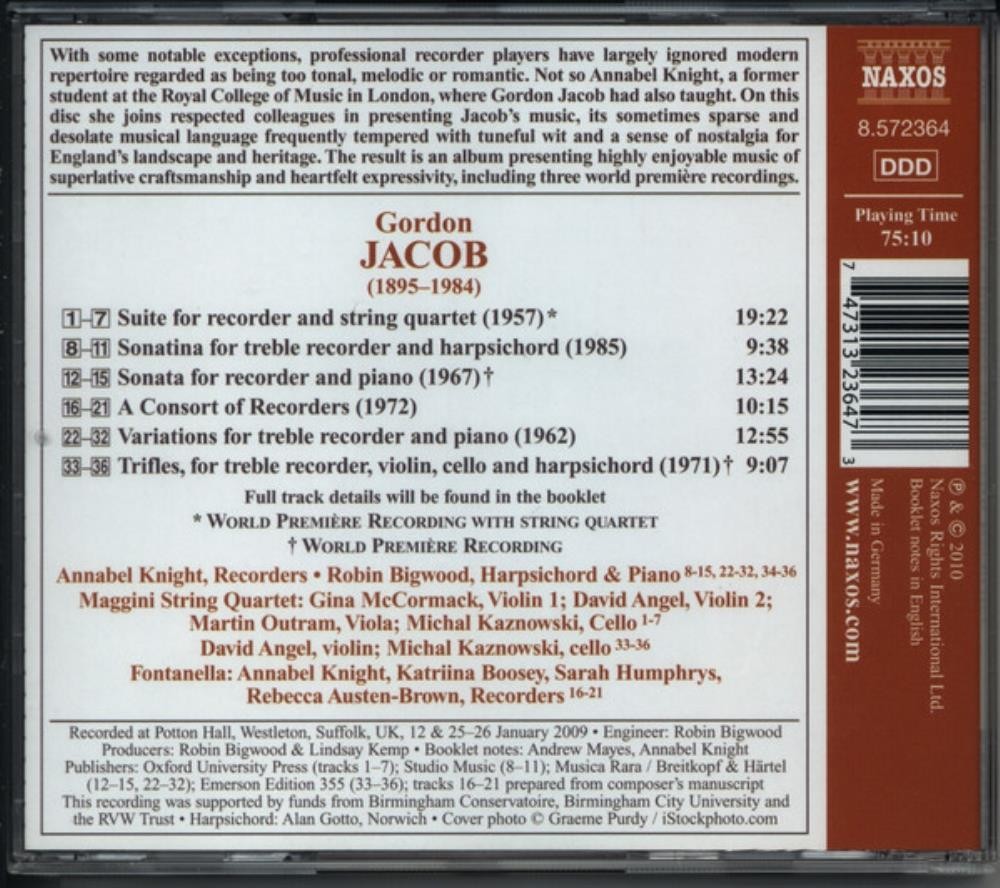 With some notable exceptions, professional recorder players have largely ignored modern
repertoire regarded as being too tonal, melodic or romantic. Not so Annabel Knight, a former
student at the Royal College of Music in London, where Gordon Jacob had also taught. On this
disc she joins respected colleagues in presenting Jacob's music, its sometimes sparse and
desolate musical language frequently tempered with tuneful wit and a sense of nostalgia for
England's landscape and heritage. The result is an album presenting highly enjoyable music of
superlative craftsmanship and heartfelt expressivity, including three world première recordings.
Gordon
JACOB
(1895–1984)
1–7 Suite for recorder and string quartet (1957)* 19:22
8–11 Sonatina for treble recorder and harpsichord (1985) 9:38
12–15 Sonata for recorder and piano (1967)† 13:24
16–21 A Consort of Recorders (1972) 10:15
22–32 Variations for treble recorder and piano (1962) 12:55
33–36 Trifles, for treble recorder, violin, cello and harpsichord (1971)† 9:07
Full track details will be found in the booklet
* WORLD PREMIÈRE RECORDING WITH STRING QUARTET
† WORLD PREMIÈRE RECORDING
Annabel Knight, Recorders • Robin Bigwood, Harpsichord & Piano 8-15, 22-32, 34-36
Maggini String Quartet: Gina McCormack, Violin 1; David Angel, Violin 2;
Martin Outram, Viola; Michal Kaznowski, Cello 1-7
David Angel, violin; Michal Kaznowski, cello 33-36
Fontanella: Annabel Knight, Katriina Boosey, Sarah Humphrys,
Rebecca Austen-Brown, Recorders 16-21
Recorded at Potton Hall, Westleton, Suffolk, UK, 12 & 25–26 January 2009 • Engineer: Robin Bigwood
Producers: Robin Bigwood & Lindsay Kemp • Booklet notes: Andrew Mayes, Annabel Knight
Publishers: Oxford University Press (tracks 1–7); Studio Music (8–11); Musica Rara / Breitkopf & Härtel
(12–15, 22–32); Emerson Edition 355 (33–36); tracks 16–21 prepared from composer's manuscript
This recording was supported by funds from Birmingham Conservatoire, Birmingham City University and
the RVW Trust • Harpsichord: Alan Gotto, Norwich • Cover photo © Graeme Purdy / iStockphoto.com
NAXOS
8.572364
DDD
Playing Time
75:10
7 47313 23647 3
℗ & © 2010
Naxos Rights International Ltd.
Booklet notes in English
Made in Germany
www.naxos.com